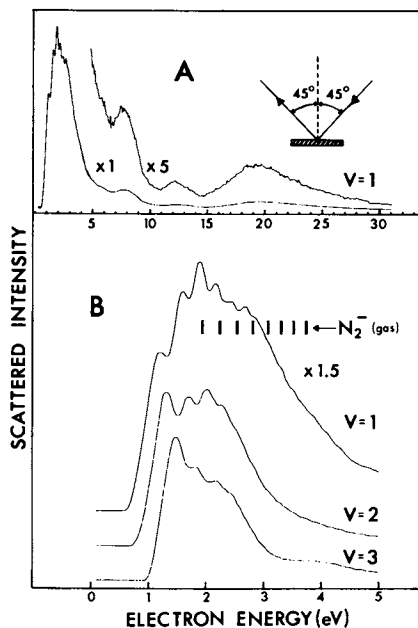 A
45° 45°
x1
x5
V=1
5 10 15 20 25 30
B
N₂⁻ (gas)
x1.5
V=1
V=2
V=3
0 1 2 3 4 5
SCATTERED INTENSITY
ELECTRON ENERGY (eV)